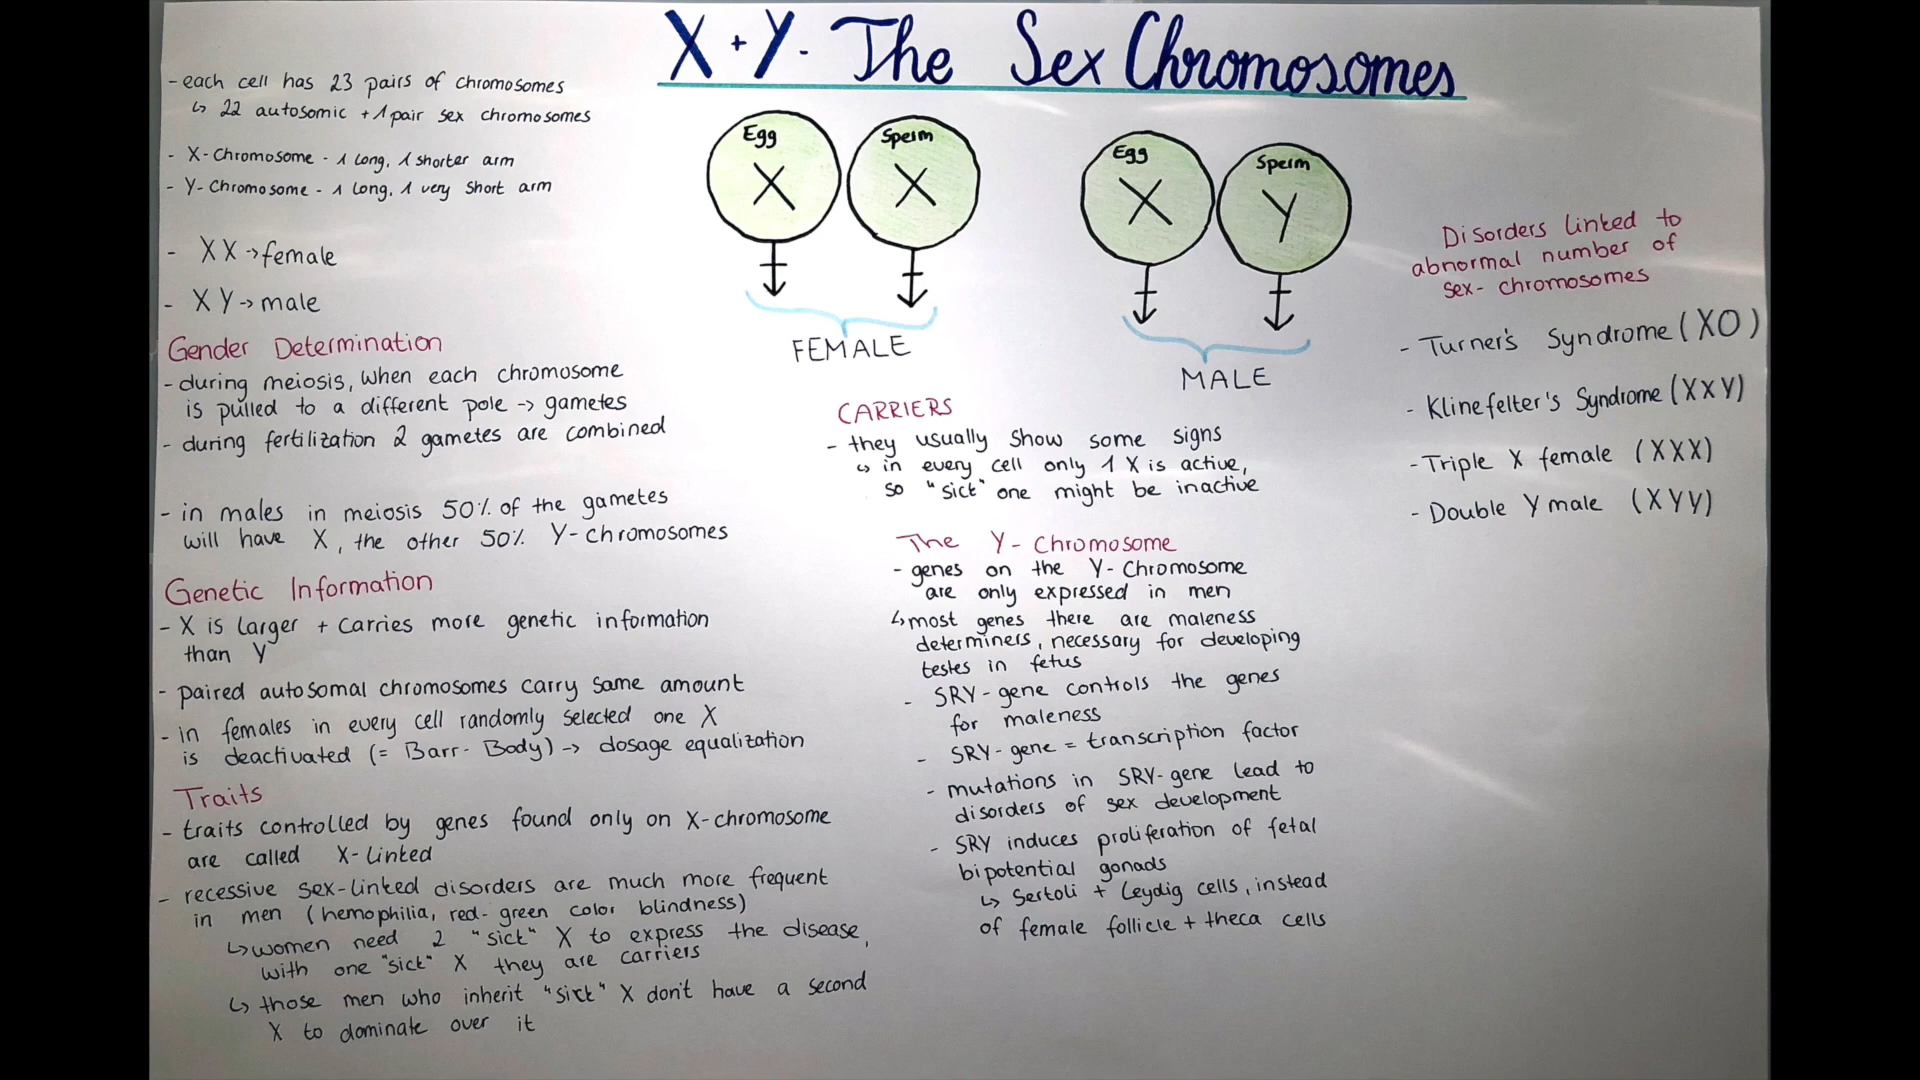 X + Y - The Sex Chromosomes
- each cell has 23 pairs of chromosomes
↳ 22 autosomic + 1 pair sex chromosomes
- X-Chromosome - 1 long, 1 shorter arm
- Y-Chromosome - 1 long, 1 very short arm
- XX → female
- XY → male
Gender Determination
- during meiosis, when each chromosome
is pulled to a different pole → gametes
- during fertilization 2 gametes are combined
- in males in meiosis 50% of the gametes
will have X, the other 50% Y-chromosomes
Genetic Information
- X is larger + carries more genetic information
than Y
- paired autosomal chromosomes carry same amount
- in females in every cell randomly selected one X
is deactivated (= Barr-Body) → dosage equalization
Traits
- traits controlled by genes found only on X-chromosome
are called X-linked
- recessive sex-linked disorders are much more frequent
in men (hemophilia, red-green color blindness)
↳ women need 2 "sick" X to express the disease,
with one "sick" X they are carriers
↳ those men who inherit "sick" X don't have a second
X to dominate over it
Egg
X
Sperm
X
FEMALE
Egg
X
Sperm
Y
MALE
CARRIERS
- they usually show some signs
↳ in every cell only 1 X is active,
so "sick" one might be inactive
The Y-Chromosome
- genes on the Y-Chromosome
are only expressed in men
↳ most genes there are maleness
determiners, necessary for developing
testes in fetus
- SRY-gene controls the genes
for maleness
- SRY-gene = transcription factor
- mutations in SRY-gene lead to
disorders of sex development
- SRY induces proliferation of fetal
bipotential gonads
↳ Sertoli + Leydig cells, instead
of female follicle + theca cells
Disorders linked to
abnormal number of
sex-chromosomes
- Turner's Syndrome (XO)
- Klinefelter's Syndrome (XXY)
- Triple X female (XXX)
- Double Y male (XYY)